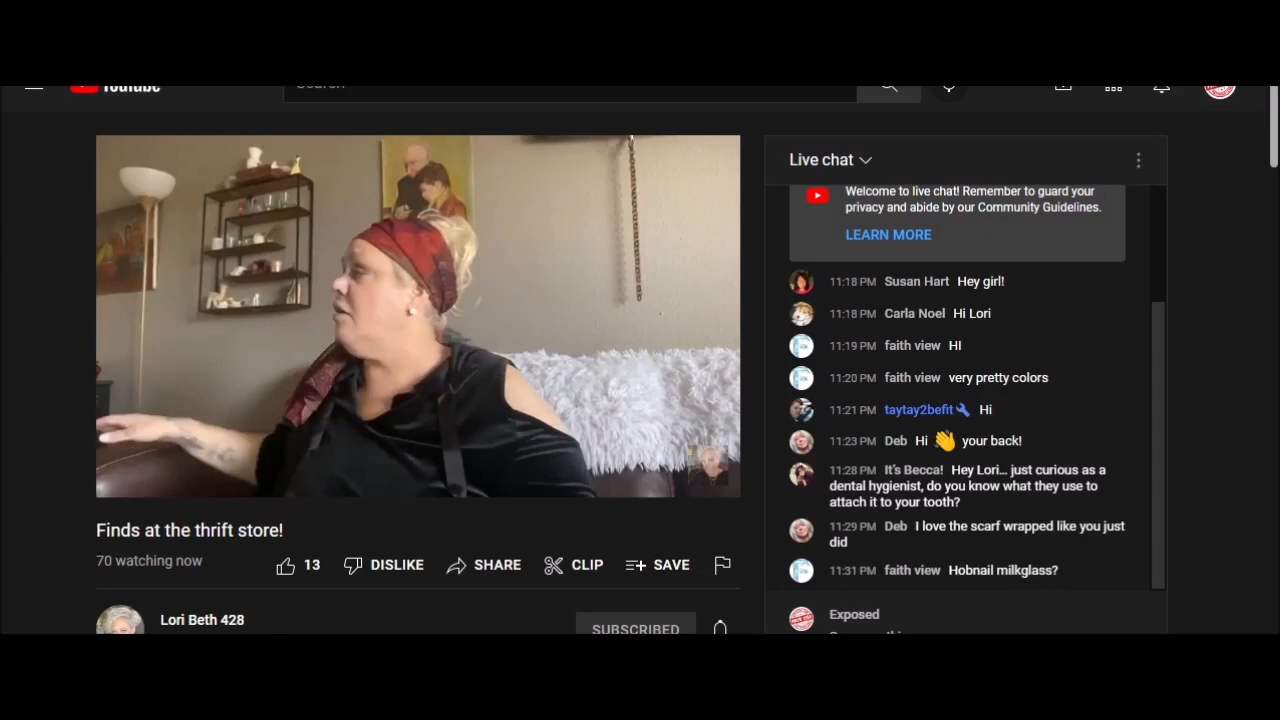 YouTube
Search
Live chat
Welcome to live chat! Remember to guard your
privacy and abide by our Community Guidelines.
LEARN MORE
11:18 PM Susan Hart Hey girl!
11:18 PM Carla Noel Hi Lori
11:19 PM faith view HI
11:20 PM faith view very pretty colors
11:21 PM taytay2befit Hi
11:23 PM Deb Hi 👋 your back!
11:28 PM It's Becca! Hey Lori... just curious as a
dental hygienist, do you know what they use to
attach it to your tooth?
11:29 PM Deb I love the scarf wrapped like you just
did
11:31 PM faith view Hobnail milkglass?
Exposed
Finds at the thrift store!
70 watching now
13 DISLIKE SHARE CLIP SAVE
Lori Beth 428
SUBSCRIBED